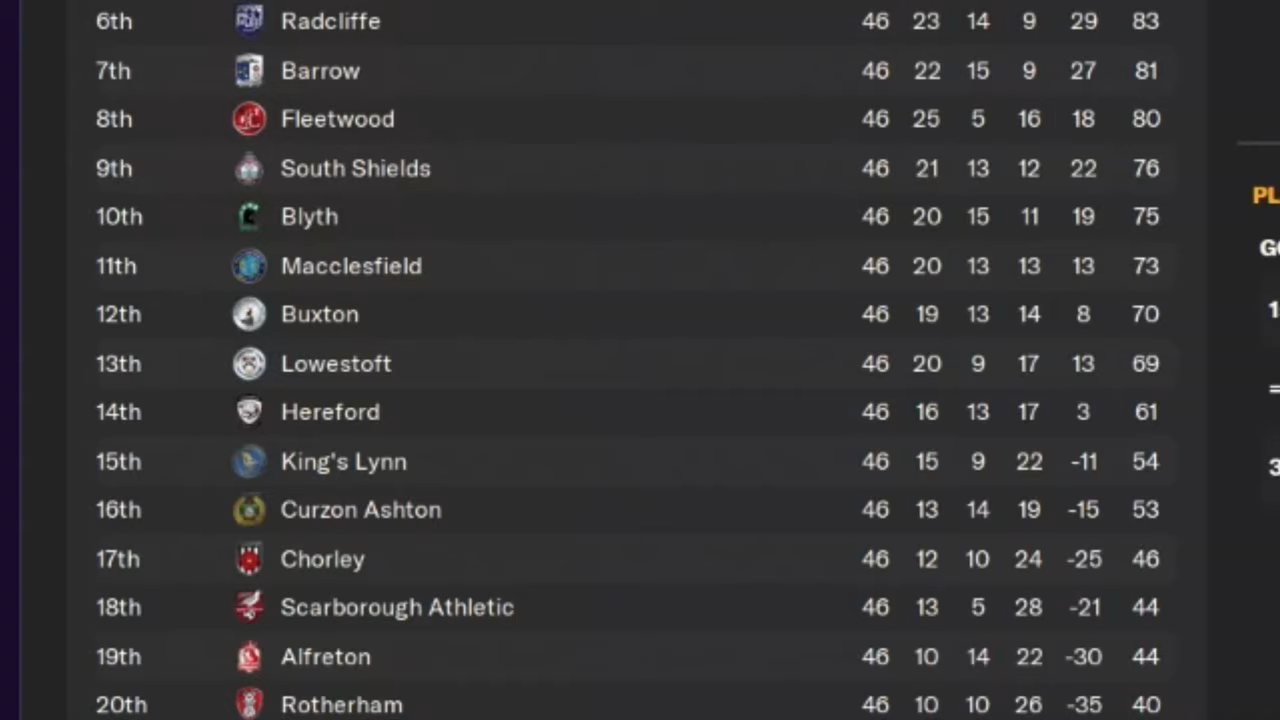 6th Radcliffe 46 23 14 9 29 83
7th Barrow 46 22 15 9 27 81
8th Fleetwood 46 25 5 16 18 80
9th South Shields 46 21 13 12 22 76
PL
10th Blyth 46 20 15 11 19 75
11th Macclesfield 46 20 13 13 13 73
12th Buxton 46 19 13 14 8 70
13th Lowestoft 46 20 9 17 13 69
14th Hereford 46 16 13 17 3 61
15th King's Lynn 46 15 9 22 -11 54
16th Curzon Ashton 46 13 14 19 -15 53
17th Chorley 46 12 10 24 -25 46
18th Scarborough Athletic 46 13 5 28 -21 44
19th Alfreton 46 10 14 22 -30 44
20th Rotherham 46 10 10 26 -35 40